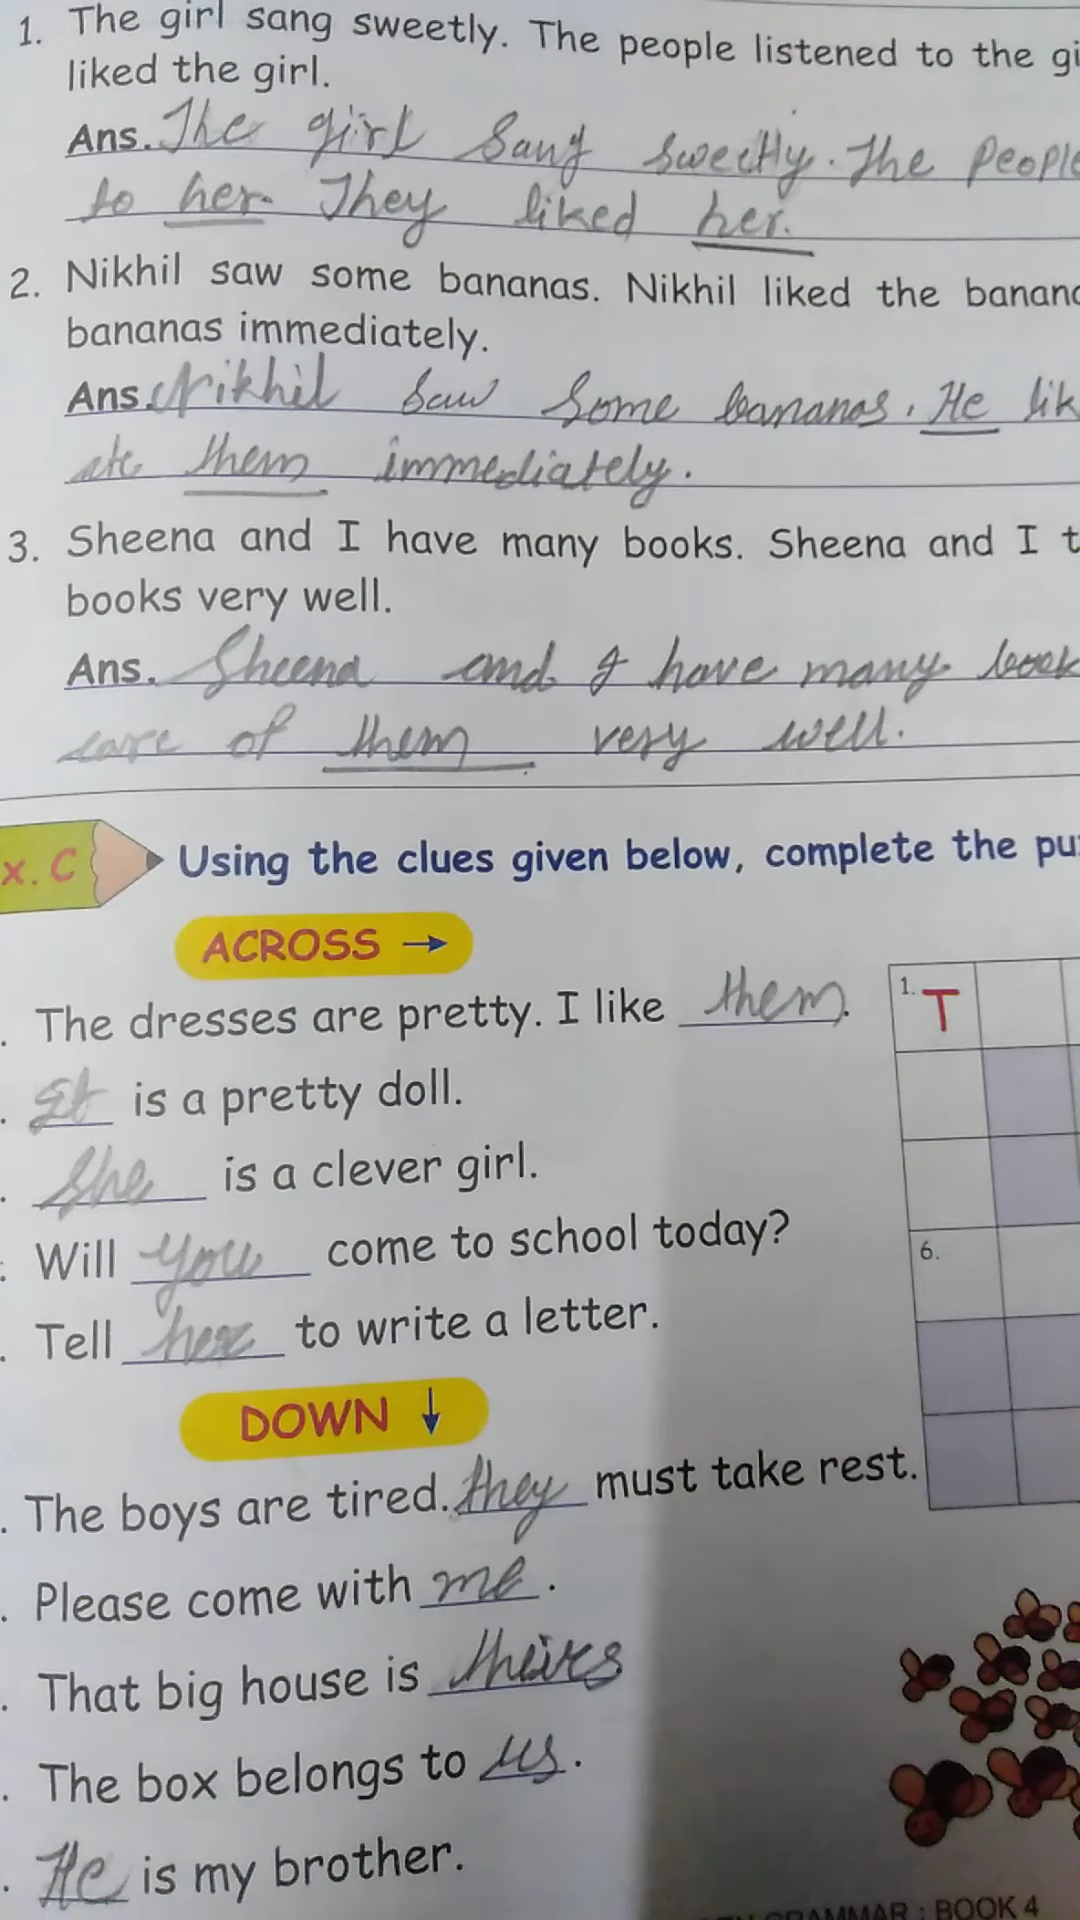 1. The girl sang sweetly. The people listened to the gi
liked the girl.
Ans. The girl Sang sweetly. The People
to her. They liked her.
2. Nikhil saw some bananas. Nikhil liked the banana
bananas immediately.
Ans. Nikhil Saw Some bananas. He lik
ate them immediately.
3. Sheena and I have many books. Sheena and I t
books very well.
Ans. Sheena and I have many book
care of them very well.
x. C Using the clues given below, complete the puz
ACROSS →
. The dresses are pretty. I like them.
1. T
. It is a pretty doll.
. She is a clever girl.
. Will you come to school today?
6.
. Tell her to write a letter.
DOWN ↓
. The boys are tired. they must take rest.
. Please come with me.
. That big house is theirs
. The box belongs to us.
. He is my brother.
GRAMMAR : BOOK 4